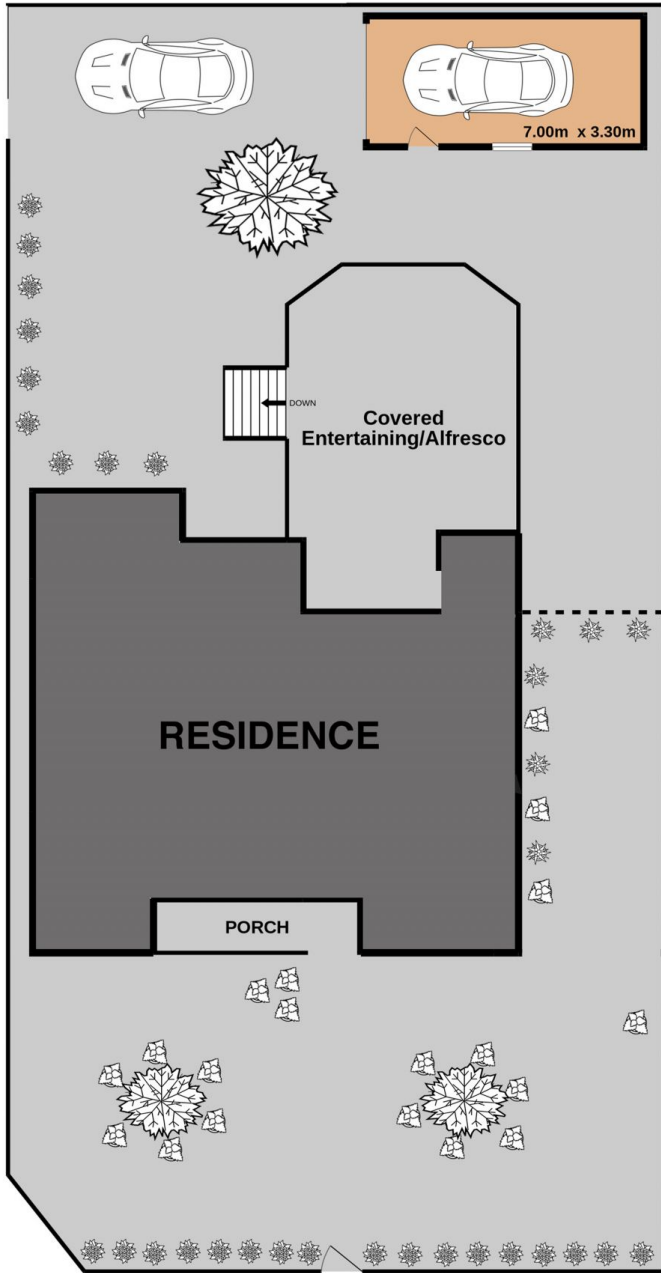 7.00m x 3.30m
DOWN
Covered
Entertaining/Alfresco
RESIDENCE
PORCH